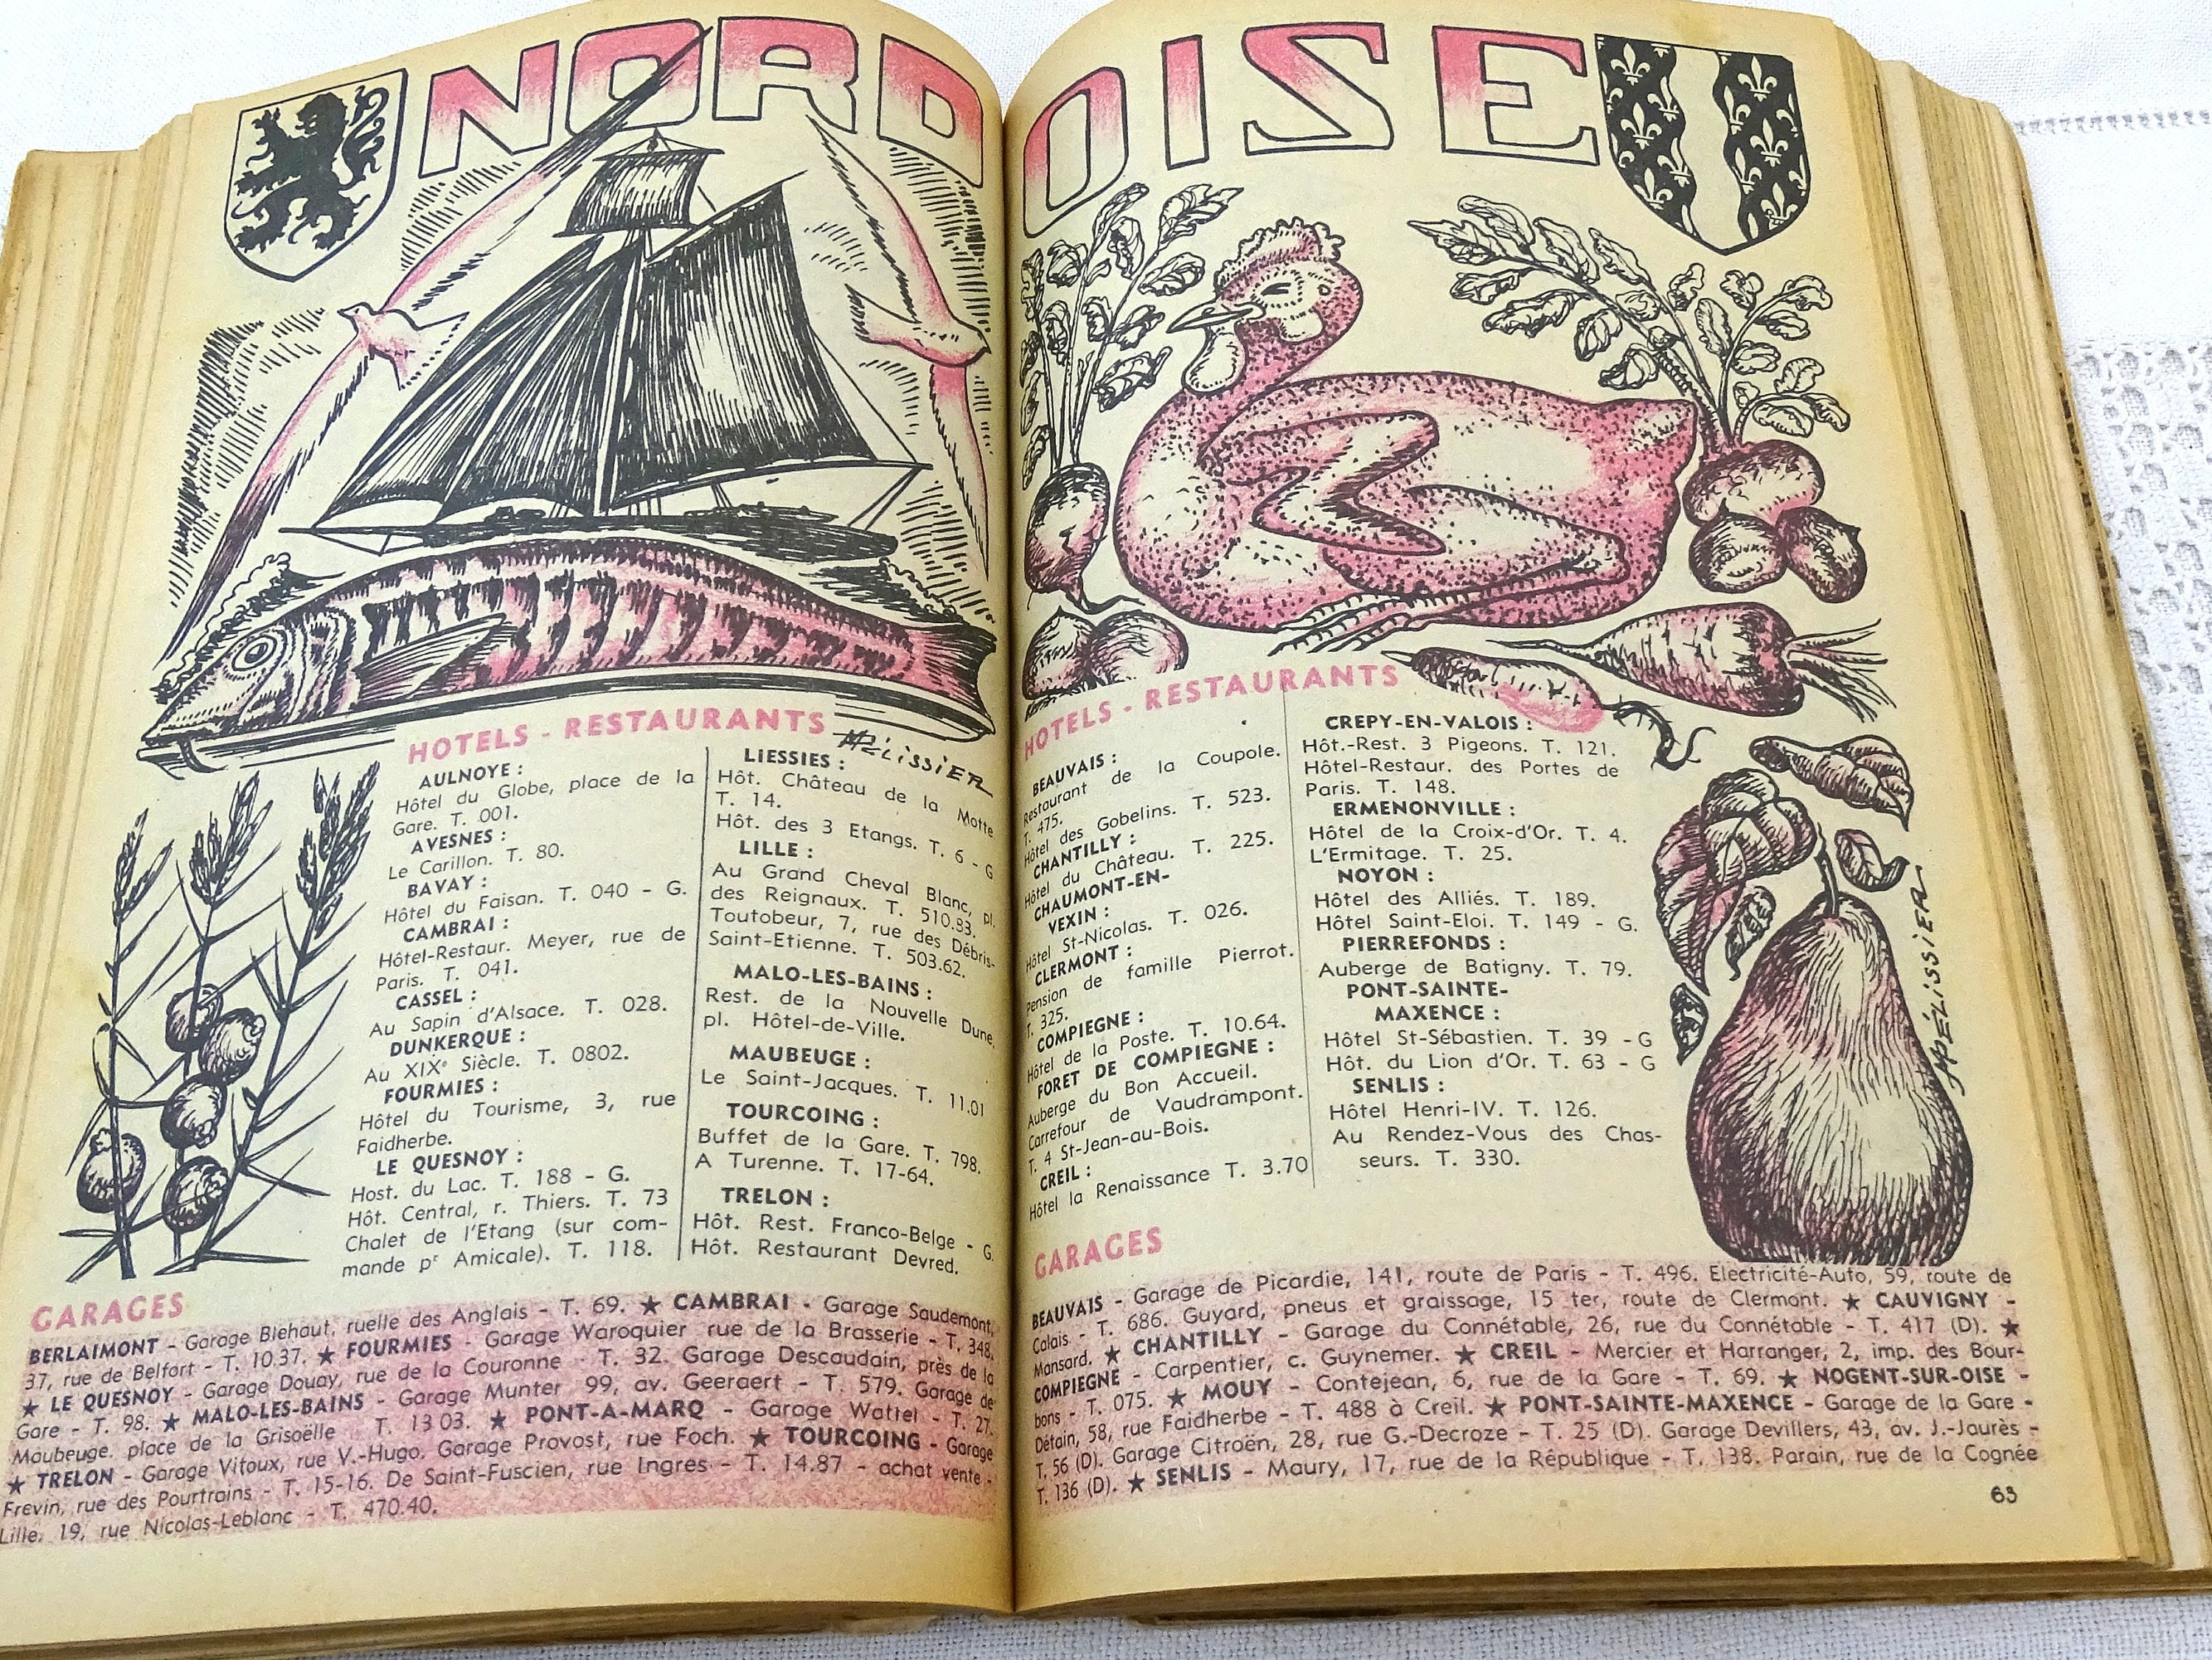 NORD
HOTELS - RESTAURANTS
PÉLISSIER
AULNOYE :
Hôtel du Globe, place de la
Gare. T. 001.
AVESNES :
Le Carillon. T. 80.
BAVAY :
Hôtel du Faisan. T. 040 - G.
CAMBRAI :
Hôtel-Restaur. Meyer, rue de
Paris. T. 041.
CASSEL :
Au Sapin d'Alsace. T. 028.
DUNKERQUE :
Au XIXe Siècle. T. 0802.
FOURMIES :
Hôtel du Tourisme, 3, rue
Faidherbe.
LE QUESNOY :
Host. du Lac. T. 188 - G.
Hôt. Central, r. Thiers. T. 73
Chalet de l'Etang (sur com-
mande pr Amicale). T. 118.
LIESSIES :
Hôt. Château de la Motte
T. 14.
Hôt. des 3 Etangs. T. 6 - G
LILLE :
Au Grand Cheval Blanc, pl.
des Reignaux. T. 510.83.
Toutobeur, 7, rue des Débris-
Saint-Etienne. T. 503.62.
MALO-LES-BAINS :
Rest. de la Nouvelle Dune,
pl. Hôtel-de-Ville.
MAUBEUGE :
Le Saint-Jacques. T. 11.01
TOURCOING :
Buffet de la Gare. T. 798.
A Turenne. T. 17-64.
TRELON :
Hôt. Rest. Franco-Belge - G.
Hôt. Restaurant Devred.
GARAGES
BERLAIMONT - Garage Blehaut, ruelle des Anglais - T. 69. ★ CAMBRAI - Garage Saudemont,
37, rue de Belfort - T. 10.37. ★ FOURMIES - Garage Waroquier rue de la Brasserie - T. 348.
★ LE QUESNOY - Garage Douay, rue de la Couronne - T. 32. Garage Descaudain, près de la
Gare - T. 98. ★ MALO-LES-BAINS - Garage Munter 99, av. Geeraert - T. 579. Garage de
Maubeuge, place de la Grisoëlle T. 13 03. ★ PONT-A-MARQ - Garage Wattel - T. 27.
★ TRELON - Garage Vitoux, rue V.-Hugo. Garage Provost, rue Foch. ★ TOURCOING - Garage
Frevin, rue des Pourtrains - T. 15-16. De Saint-Fuscien, rue Ingres - T. 14.87 - achat vente -
Lille, 19, rue Nicolas-Leblanc - T. 470.40.
OISE
HOTELS - RESTAURANTS
BEAUVAIS :
Restaurant de la Coupole.
T. 475.
Hôtel des Gobelins. T. 523.
CHANTILLY :
Hôtel du Château. T. 225.
CHAUMONT-EN-
VEXIN :
Hôtel St-Nicolas. T. 026.
CLERMONT :
Pension de famille Pierrot.
T. 325.
COMPIEGNE :
Hôtel de la Poste. T. 10.64.
FORET DE COMPIEGNE :
Auberge du Bon Accueil.
Carrefour de Vaudrampont.
T. 4 St-Jean-au-Bois.
CREIL :
Hôtel la Renaissance T. 3.70
CREPY-EN-VALOIS :
Hôt.-Rest. 3 Pigeons. T. 121.
Hôtel-Restaur. des Portes de
Paris. T. 148.
ERMENONVILLE :
Hôtel de la Croix-d'Or. T. 4.
L'Ermitage. T. 25.
NOYON :
Hôtel des Alliés. T. 189.
Hôtel Saint-Eloi. T. 149 - G.
PIERREFONDS :
Auberge de Batigny. T. 79.
PONT-SAINTE-
MAXENCE :
Hôtel St-Sébastien. T. 39 - G
Hôt. du Lion d'Or. T. 63 - G
SENLIS :
Hôtel Henri-IV. T. 126.
Au Rendez-Vous des Chas-
seurs. T. 330.
PÉLISSIER
GARAGES
BEAUVAIS - Garage de Picardie, 141, route de Paris - T. 496. Electricité-Auto, 59, route de
Calais - T. 686. Guyard, pneus et graissage, 15 ter, route de Clermont. ★ CAUVIGNY -
Mansard. ★ CHANTILLY - Garage du Connétable, 26, rue du Connétable - T. 417 (D). ★
COMPIEGNE - Carpentier, c. Guynemer. ★ CREIL - Mercier et Harranger, 2, imp. des Bour-
bons - T. 075. ★ MOUY - Contejean, 6, rue de la Gare - T. 69. ★ NOGENT-SUR-OISE -
Détain, 58, rue Faidherbe - T. 488 à Creil. ★ PONT-SAINTE-MAXENCE - Garage de la Gare -
T. 56 (D). Garage Citroën, 28, rue G.-Decroze - T. 25 (D). Garage Devillers, 43, av. J.-Jaurès -
T. 136 (D). ★ SENLIS - Maury, 17, rue de la République - T. 138. Parain, rue de la Cognée
63